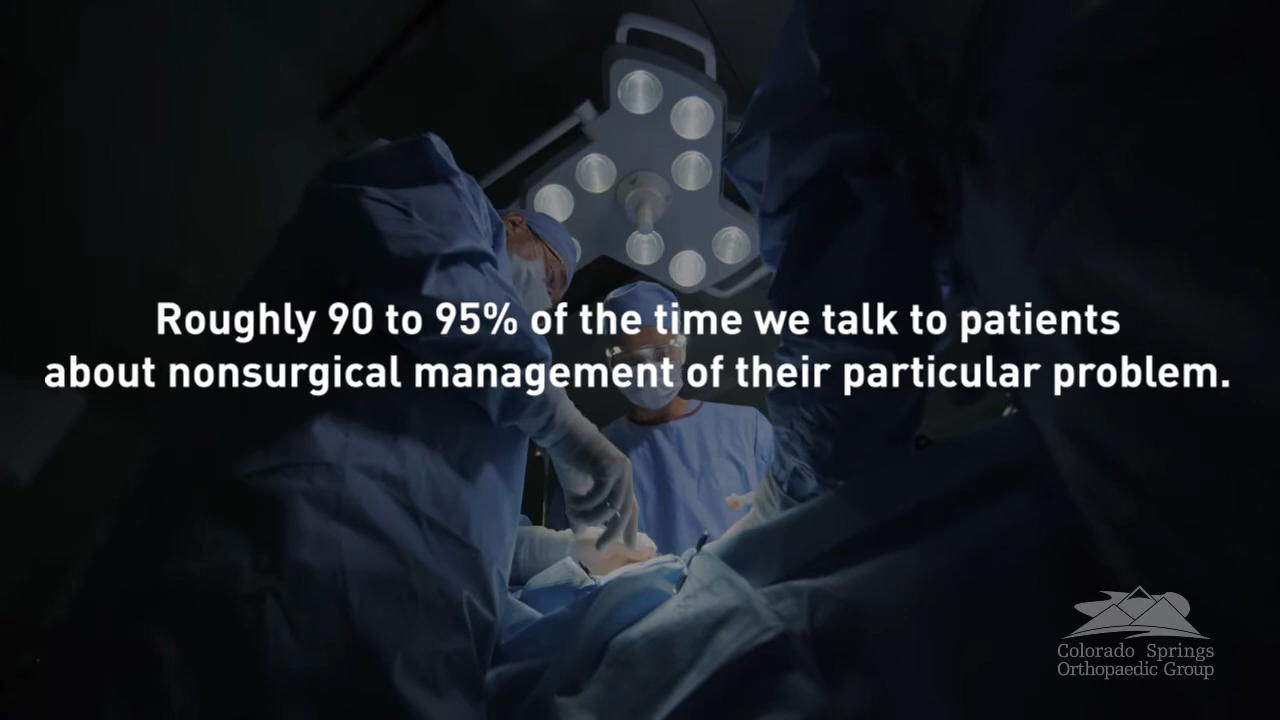 Roughly 90 to 95% of the time we talk to patients
about nonsurgical management of their particular problem.
Colorado Springs
Orthopaedic Group